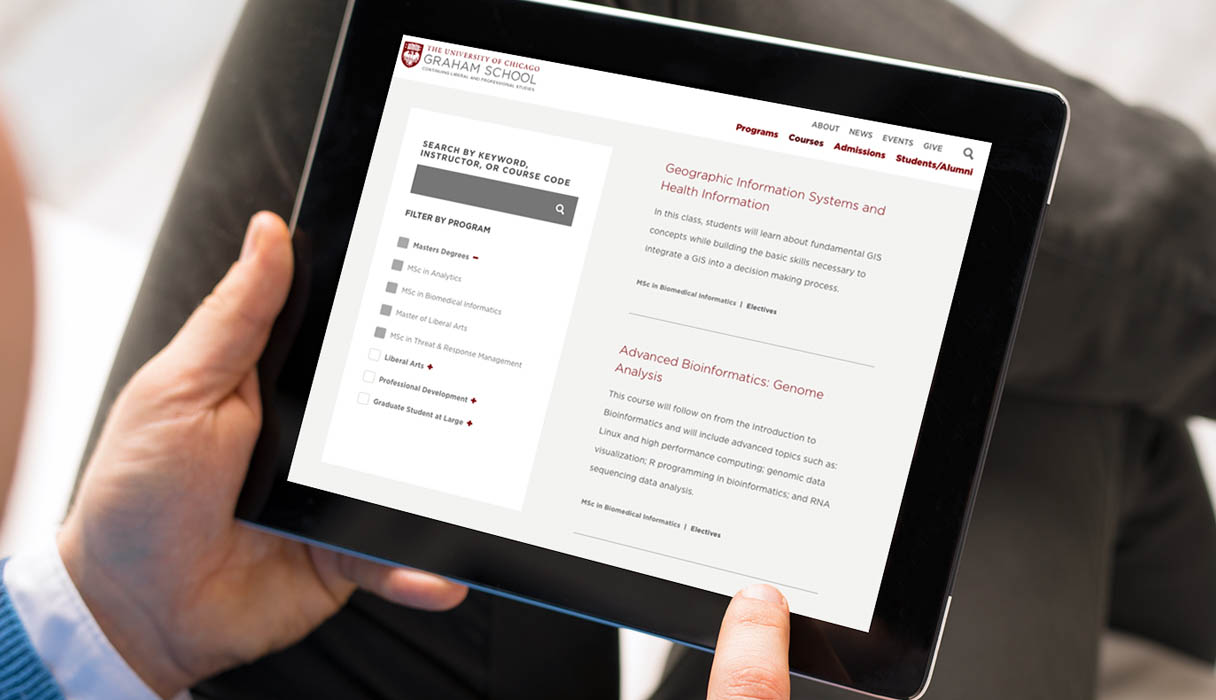 THE UNIVERSITY OF CHICAGO
GRAHAM SCHOOL
CONTINUING LIBERAL AND PROFESSIONAL STUDIES
ABOUT NEWS EVENTS GIVE
Programs Courses Admissions Students/Alumni
SEARCH BY KEYWORD,
INSTRUCTOR, OR COURSE CODE
FILTER BY PROGRAM
Masters Degrees –
MSc in Analytics
MSc in Biomedical Informatics
Master of Liberal Arts
MSc in Threat & Response Management
Liberal Arts +
Professional Development +
Graduate Student at Large +
Geographic Information Systems and
Health Information
In this class, students will learn about fundamental GIS
concepts while building the basic skills necessary to
integrate a GIS into a decision making process.
MSc in Biomedical Informatics | Electives
Advanced Bioinformatics: Genome
Analysis
This course will follow on from the Introduction to
Bioinformatics and will include advanced topics such as:
Linux and high performance computing; genomic data
visualization; R programming in bioinformatics; and RNA
sequencing data analysis.
MSc in Biomedical Informatics | Electives